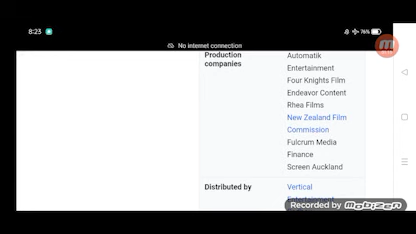 8:23
76%
No internet connection
Production companies
Automatik
Entertainment
Four Knights Film
Endeavor Content
Rhea Films
New Zealand Film
Commission
Fulcrum Media
Finance
Screen Auckland
Distributed by
Vertical
Entertainment
Recorded by
Mobizen